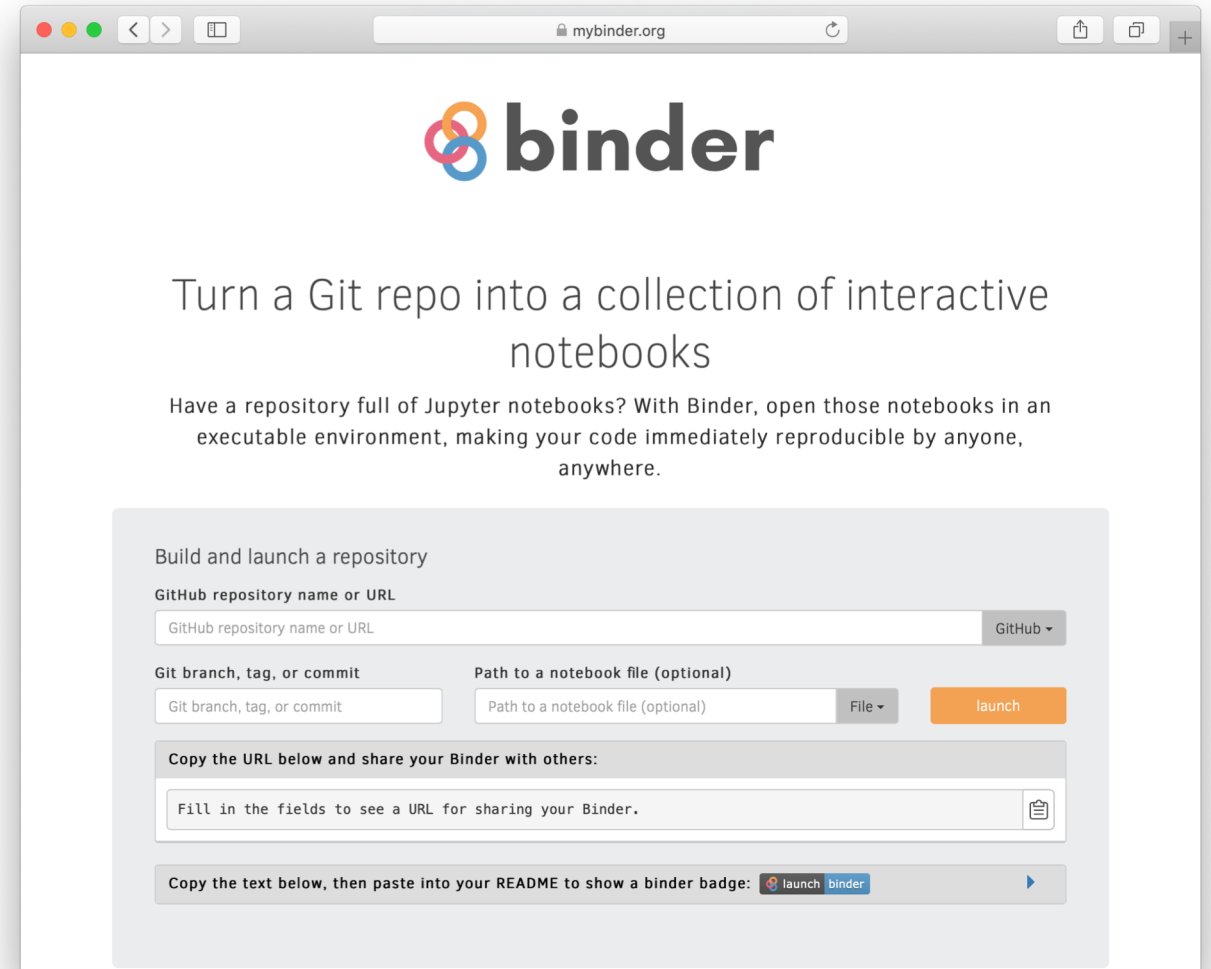 mybinder.org
binder
Turn a Git repo into a collection of interactive
notebooks
Have a repository full of Jupyter notebooks? With Binder, open those notebooks in an
executable environment, making your code immediately reproducible by anyone,
anywhere.
Build and launch a repository
GitHub repository name or URL
GitHub repository name or URL
GitHub
Git branch, tag, or commit
Path to a notebook file (optional)
Git branch, tag, or commit
Path to a notebook file (optional)
File
launch
Copy the URL below and share your Binder with others:
Fill in the fields to see a URL for sharing your Binder.
Copy the text below, then paste into your README to show a binder badge: launch binder